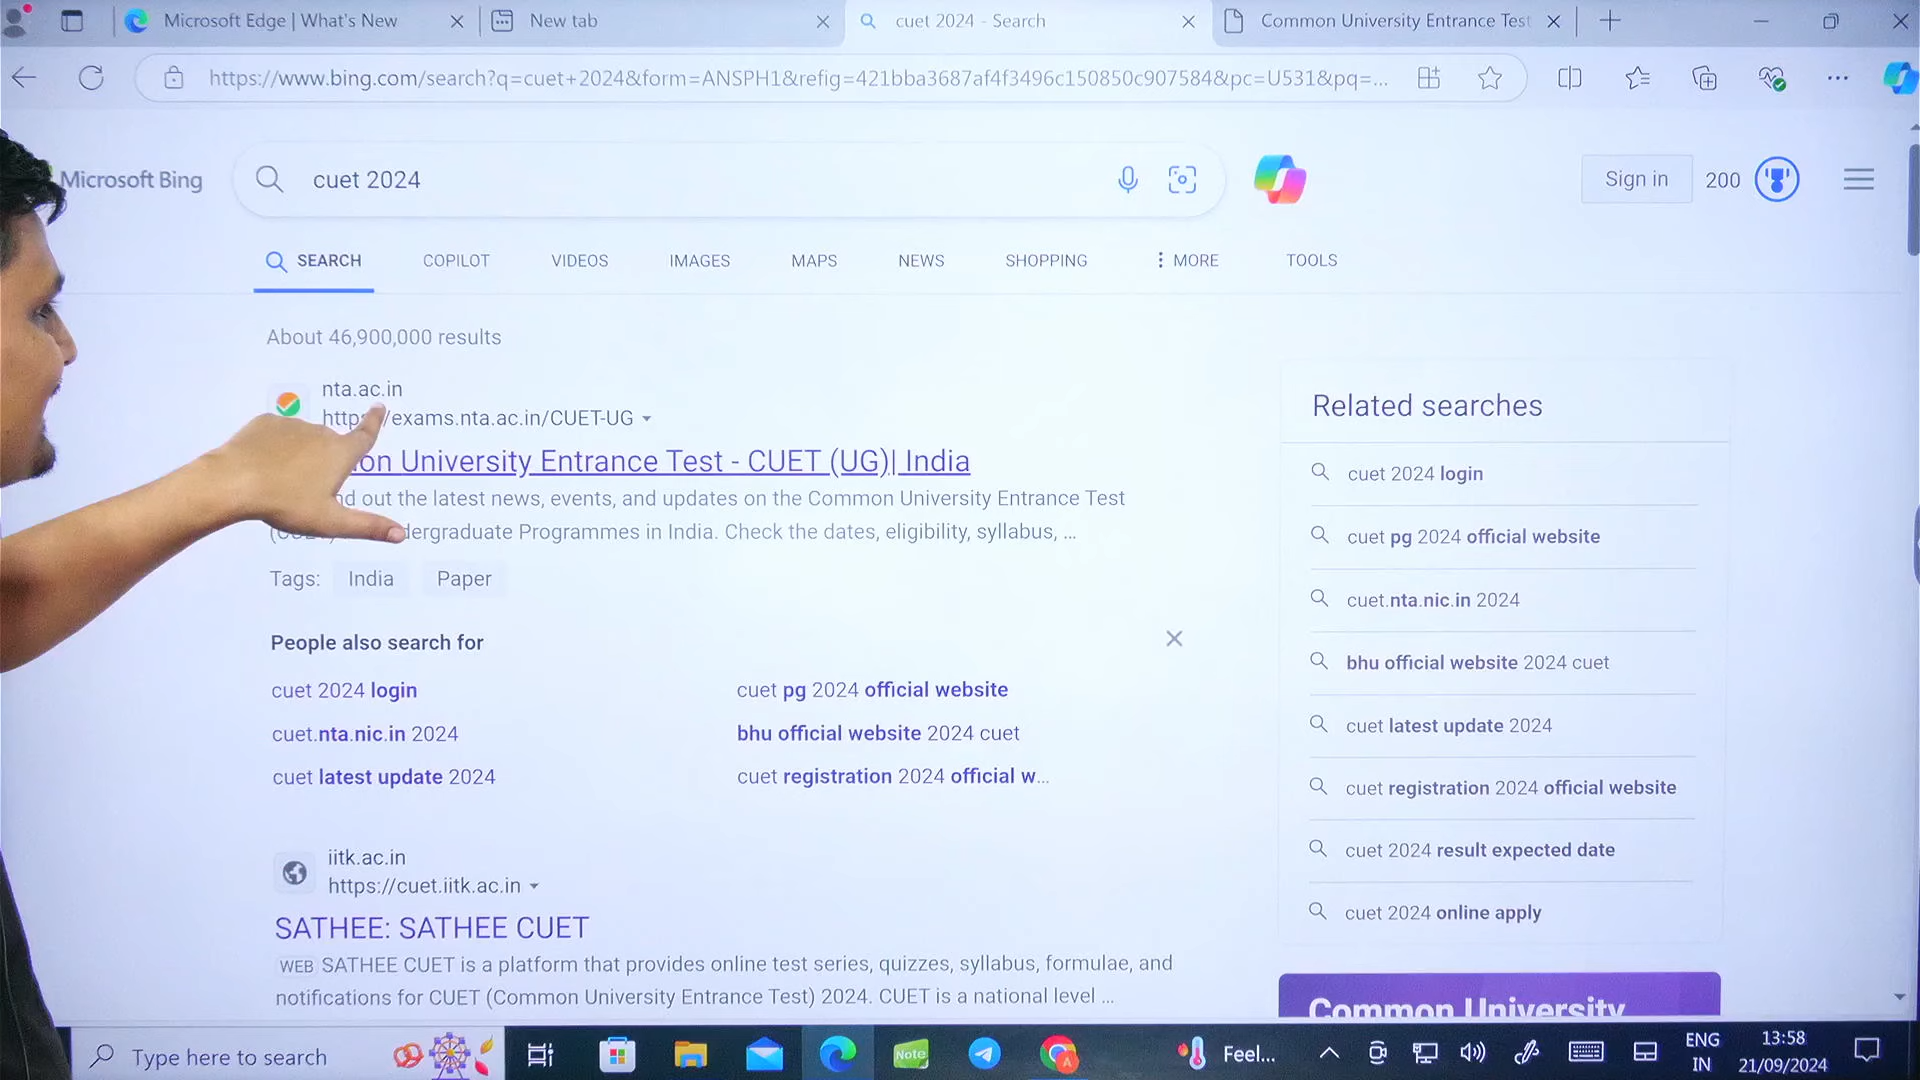 Microsoft Edge | What's New
New tab
cuet 2024 - Search
Common University Entrance Test
https://www.bing.com/search?q=cuet+2024&form=ANSPH1&refig=421bba3687af4f3496c150850c907584&pc=U531&pq=...
Microsoft Bing
cuet 2024
Sign in
200
SEARCH
COPILOT
VIDEOS
IMAGES
MAPS
NEWS
SHOPPING
MORE
TOOLS
About 46,900,000 results
nta.ac.in
https://exams.nta.ac.in/CUET-UG
on University Entrance Test - CUET (UG)| India
nd out the latest news, events, and updates on the Common University Entrance Test
dergraduate Programmes in India. Check the dates, eligibility, syllabus, ...
Tags: India Paper
People also search for
cuet 2024 login
cuet pg 2024 official website
cuet.nta.nic.in 2024
bhu official website 2024 cuet
cuet latest update 2024
cuet registration 2024 official w...
iitk.ac.in
https://cuet.iitk.ac.in
SATHEE: SATHEE CUET
WEB SATHEE CUET is a platform that provides online test series, quizzes, syllabus, formulae, and
notifications for CUET (Common University Entrance Test) 2024. CUET is a national level ...
Related searches
cuet 2024 login
cuet pg 2024 official website
cuet.nta.nic.in 2024
bhu official website 2024 cuet
cuet latest update 2024
cuet registration 2024 official website
cuet 2024 result expected date
cuet 2024 online apply
Common University
Type here to search
Note
Feel...
ENG
IN
13:58
21/09/2024